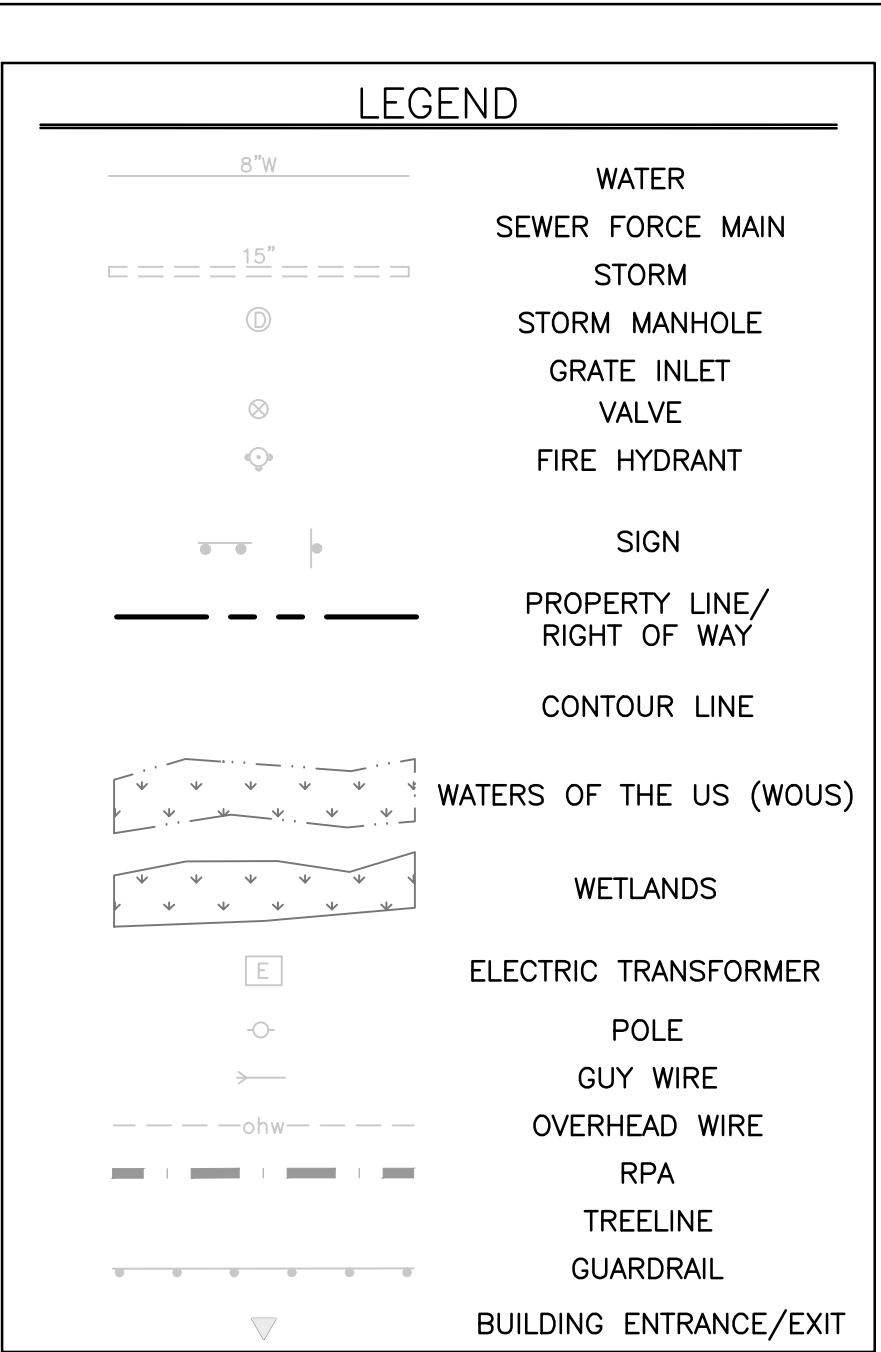 LEGEND
8"W
WATER
SEWER FORCE MAIN
15"
STORM
D
STORM MANHOLE
GRATE INLET
VALVE
FIRE HYDRANT
SIGN
PROPERTY LINE/
RIGHT OF WAY
CONTOUR LINE
WATERS OF THE US (WOUS)
WETLANDS
E
ELECTRIC TRANSFORMER
POLE
GUY WIRE
ohw
OVERHEAD WIRE
RPA
TREELINE
GUARDRAIL
BUILDING ENTRANCE/EXIT